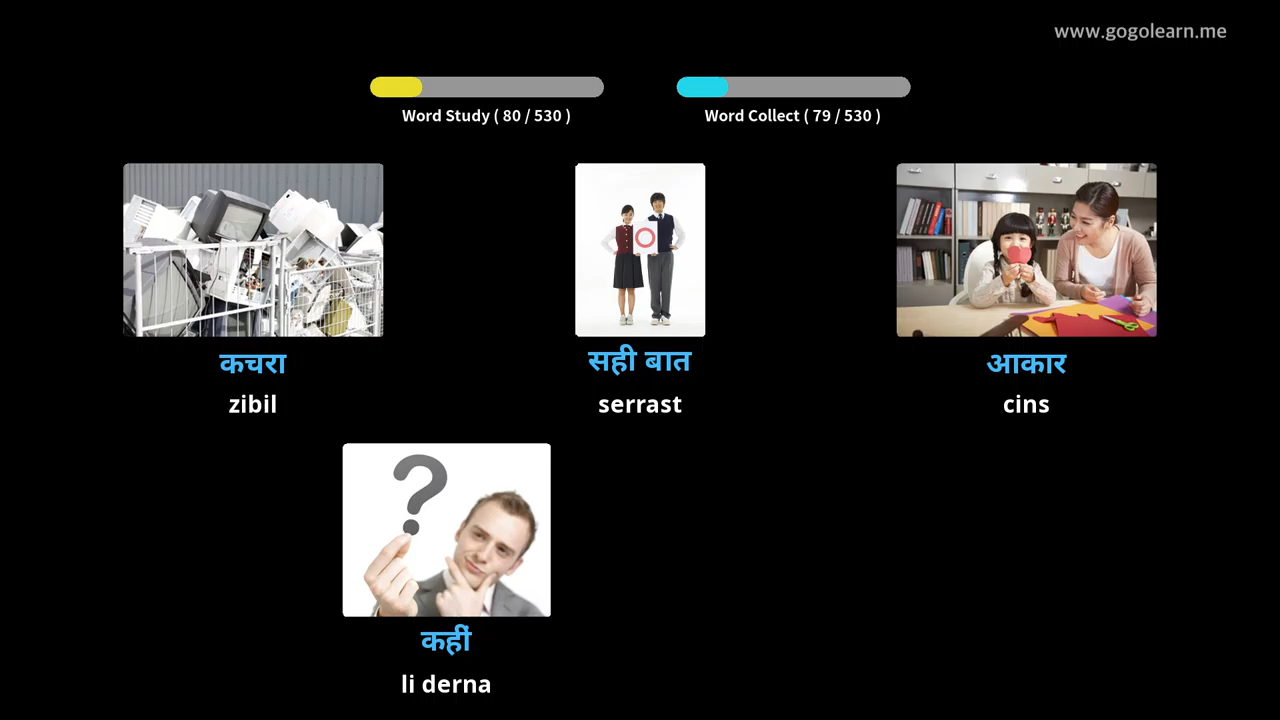 www.gogolearn.me
Word Study ( 80 / 530 )
Word Collect ( 79 / 530 )
कचरा
zibil
सही बात
serrast
आकार
cins
?
कहीं
li derna